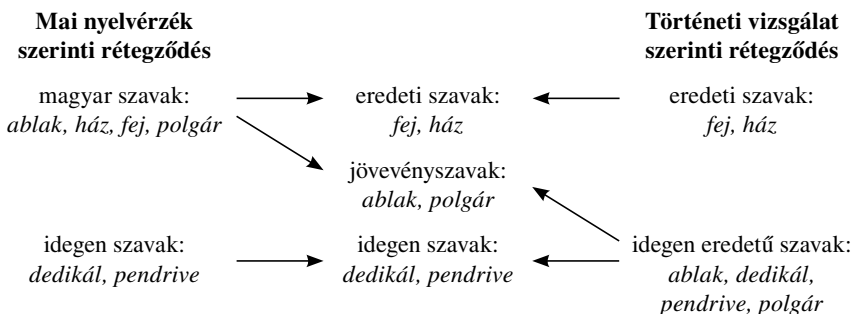 Mai nyelvérzék
szerinti rétegződés
Történeti vizsgálat
szerinti rétegződés
magyar szavak:
ablak, ház, fej, polgár
eredeti szavak:
fej, ház
eredeti szavak:
fej, ház
jövevényszavak:
ablak, polgár
idegen szavak:
dedikál, pendrive
idegen szavak:
dedikál, pendrive
idegen eredetű szavak:
ablak, dedikál,
pendrive, polgár